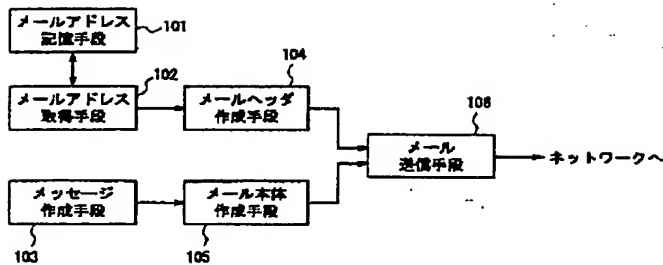 メールアドレス
記憶手段
101
メールアドレス
取得手段
102
メールヘッダ
作成手段
104
メール
送信手段
106
ネットワークへ
メッセージ
作成手段
103
メール本体
作成手段
105